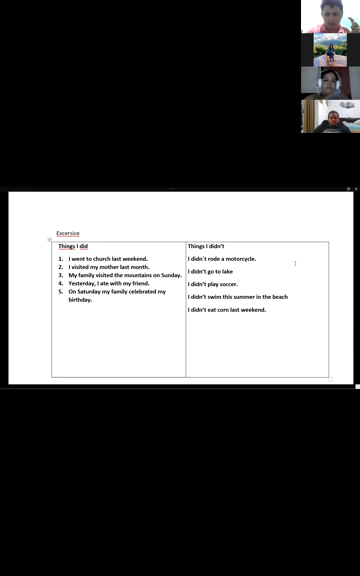 Excersice
Things I did
1. I went to church last weekend.
2. I visited my mother last month.
3. My family visited the mountains on Sunday.
4. Yesterday, I ate with my friend.
5. On Saturday my family celebrated my
birthday.
Things I didn't
I didn´t rode a motorcycle.
I didn't go to lake
I didn't play soccer.
I didn't swim this summer in the beach
I didn't eat corn last weekend.